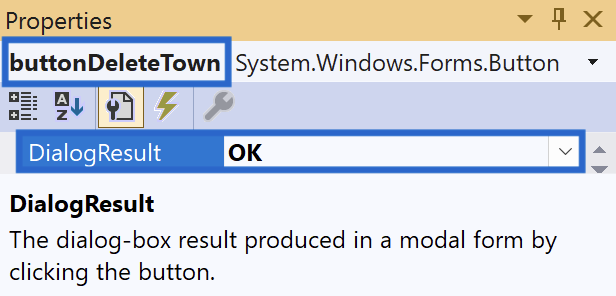 Properties
buttonDeleteTown System.Windows.Forms.Button
A
Z
DialogResult OK
DialogResult
The dialog-box result produced in a modal form by
clicking the button.